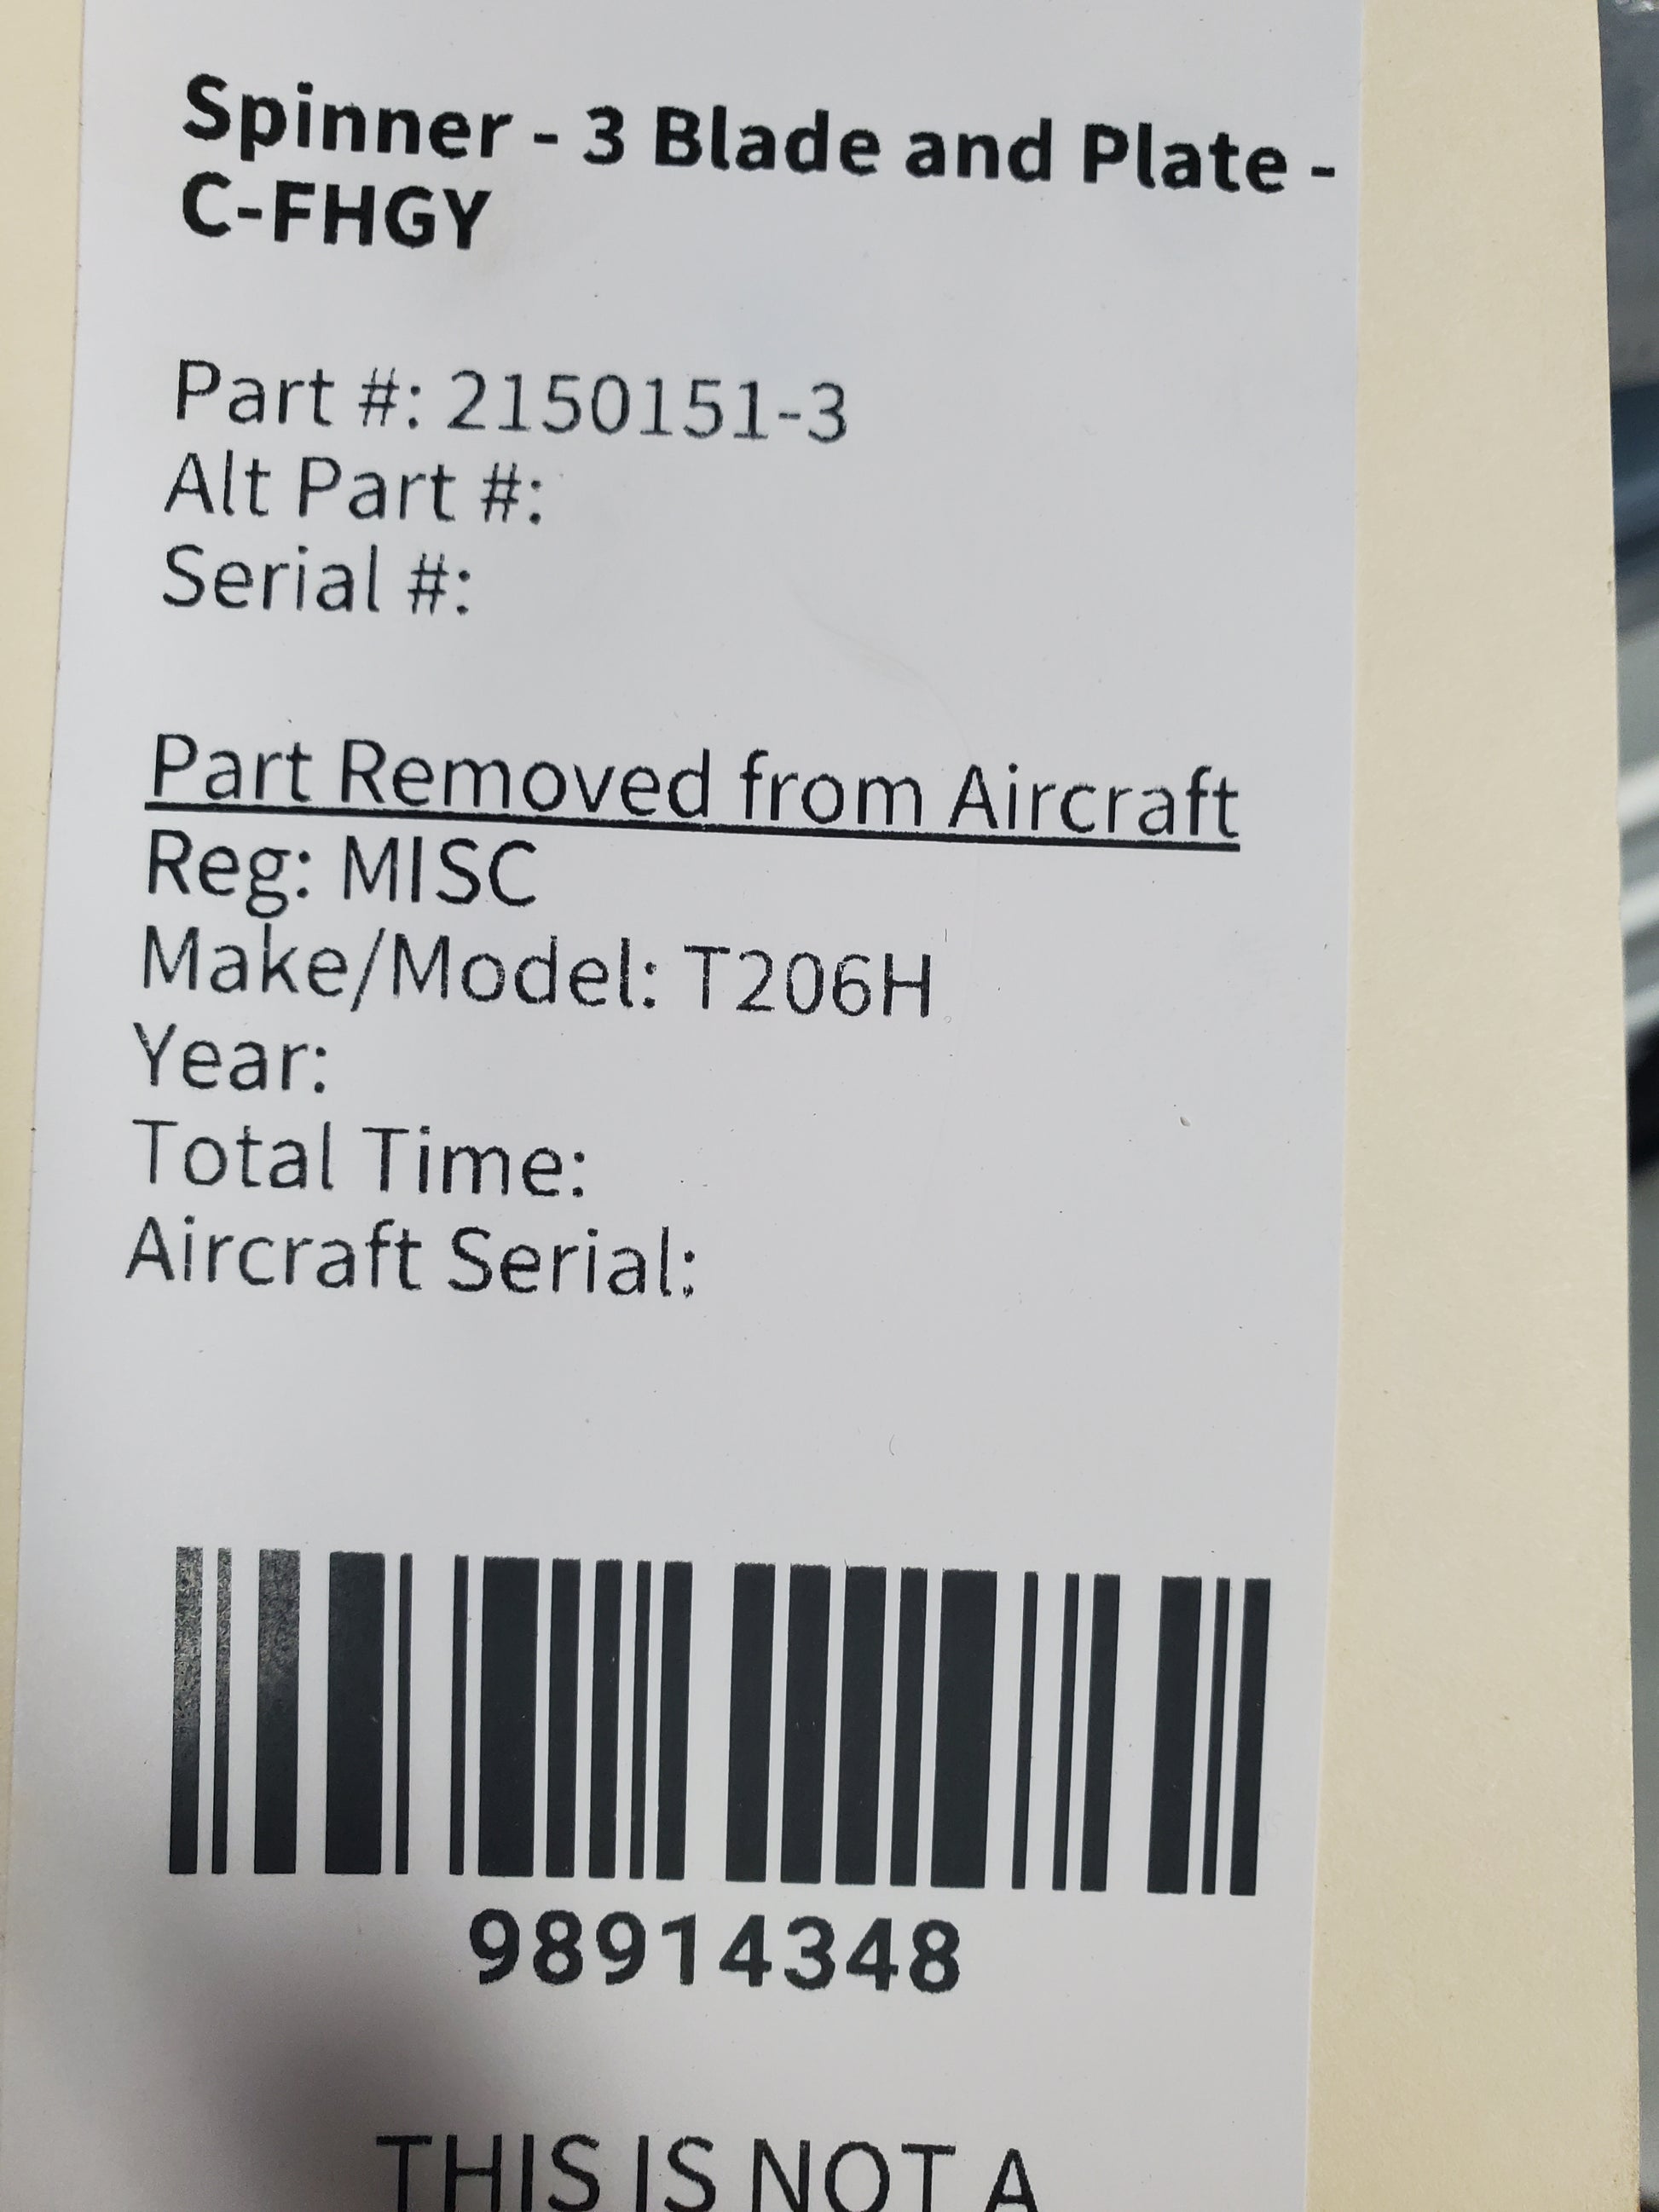 Spinner - 3 Blade and Plate -
C-FHGY
Part #: 2150151-3
Alt Part #:
Serial #:
Part Removed from Aircraft
Reg: MISC
Make/Model: T206H
Year:
Total Time:
Aircraft Serial:
98914348
THIS IS NOT A